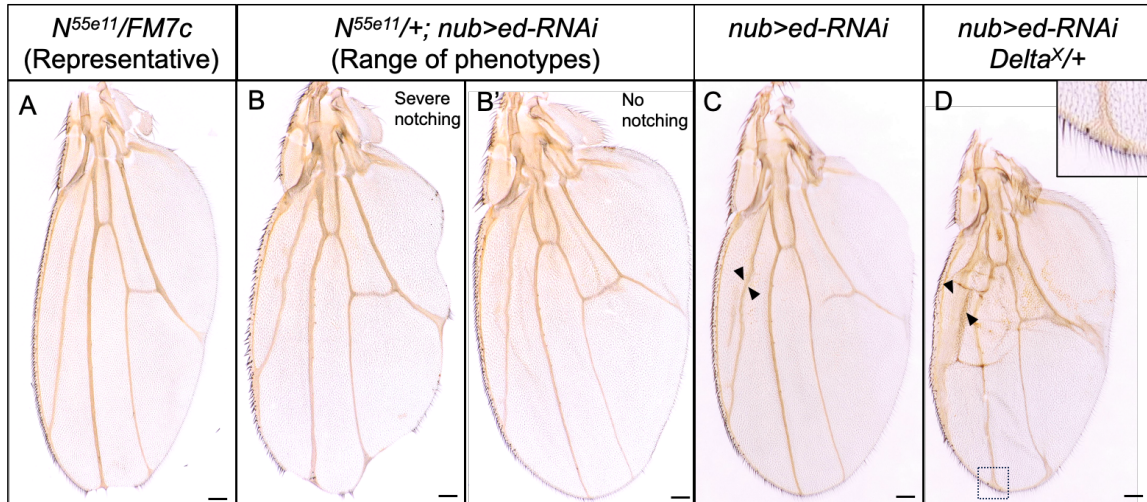 N55e11/FM7c
(Representative)
N55e11/+; nub>ed-RNAi
(Range of phenotypes)
nub>ed-RNAi
nub>ed-RNAi
DeltaX/+
A
B
Severe
notching
B'
No
notching
C
D